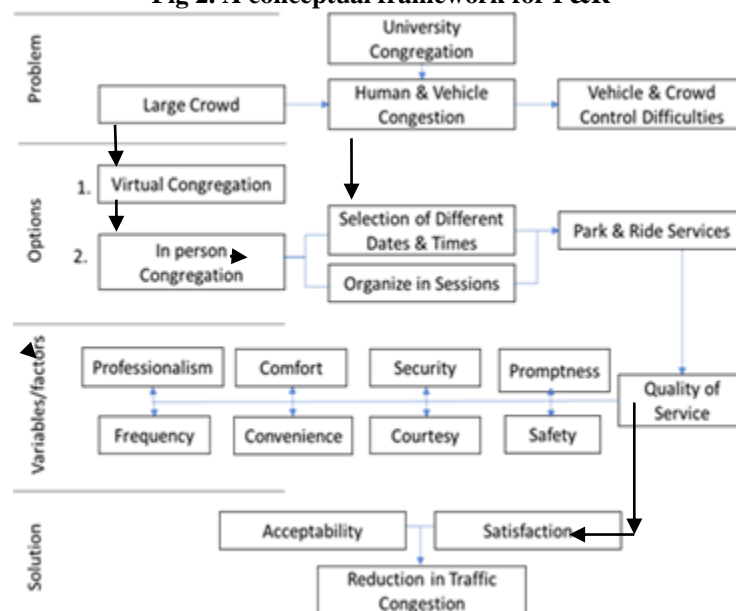 Fig 2. A conceptual framework for P&R
Problem
University
Congregation
Large Crowd
Human & Vehicle
Congestion
Vehicle & Crowd
Control Difficulties
Options
1. Virtual Congregation
2. In person
Congregation
Selection of Different
Dates & Times
Organize in Sessions
Park & Ride Services
Variables/factors
Professionalism
Comfort
Security
Promptness
Quality of
Service
Frequency
Convenience
Courtesy
Safety
Solution
Acceptability
Satisfaction
Reduction in Traffic
Congestion